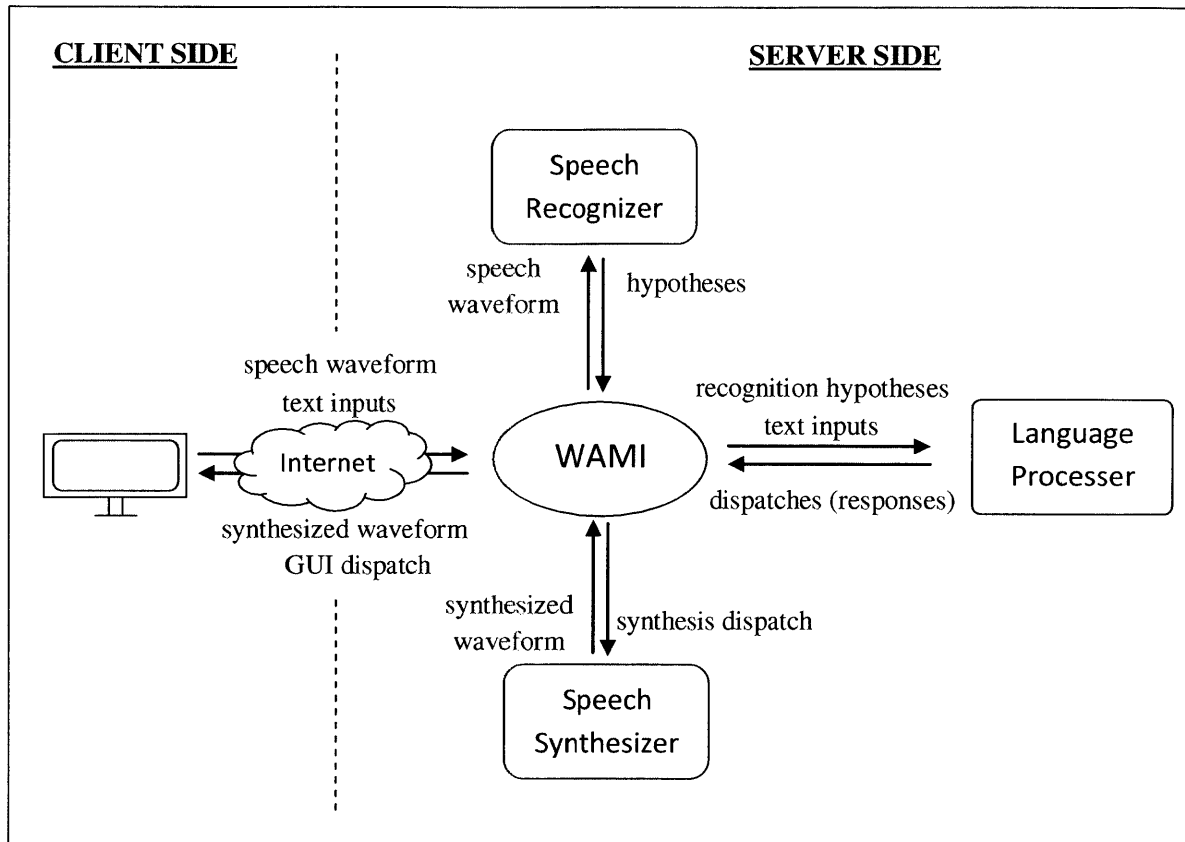 CLIENT SIDE
SERVER SIDE
Speech
Recognizer
speech
waveform
hypotheses
speech waveform
text inputs
Internet
synthesized waveform
GUI dispatch
WAMI
recognition hypotheses
text inputs
dispatches (responses)
Language
Processer
synthesized
waveform
synthesis dispatch
Speech
Synthesizer